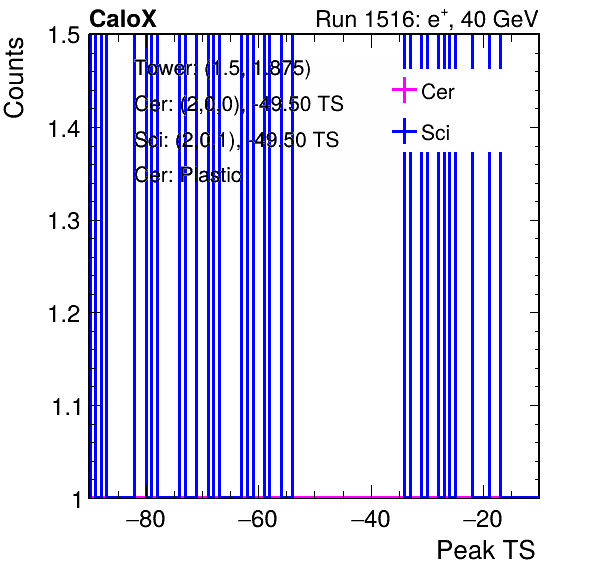 CaloX
Run 1516: e+, 40 GeV
Counts
1.5
1.4
1.3
1.2
1.1
1
Tower: (1.5, 1.875)
Cer: (2,0,0), -49.50 TS
Sci: (2,0,1), -49.50 TS
Cer: Plastic
Cer
Sci
−80
−60
−40
−20
Peak TS